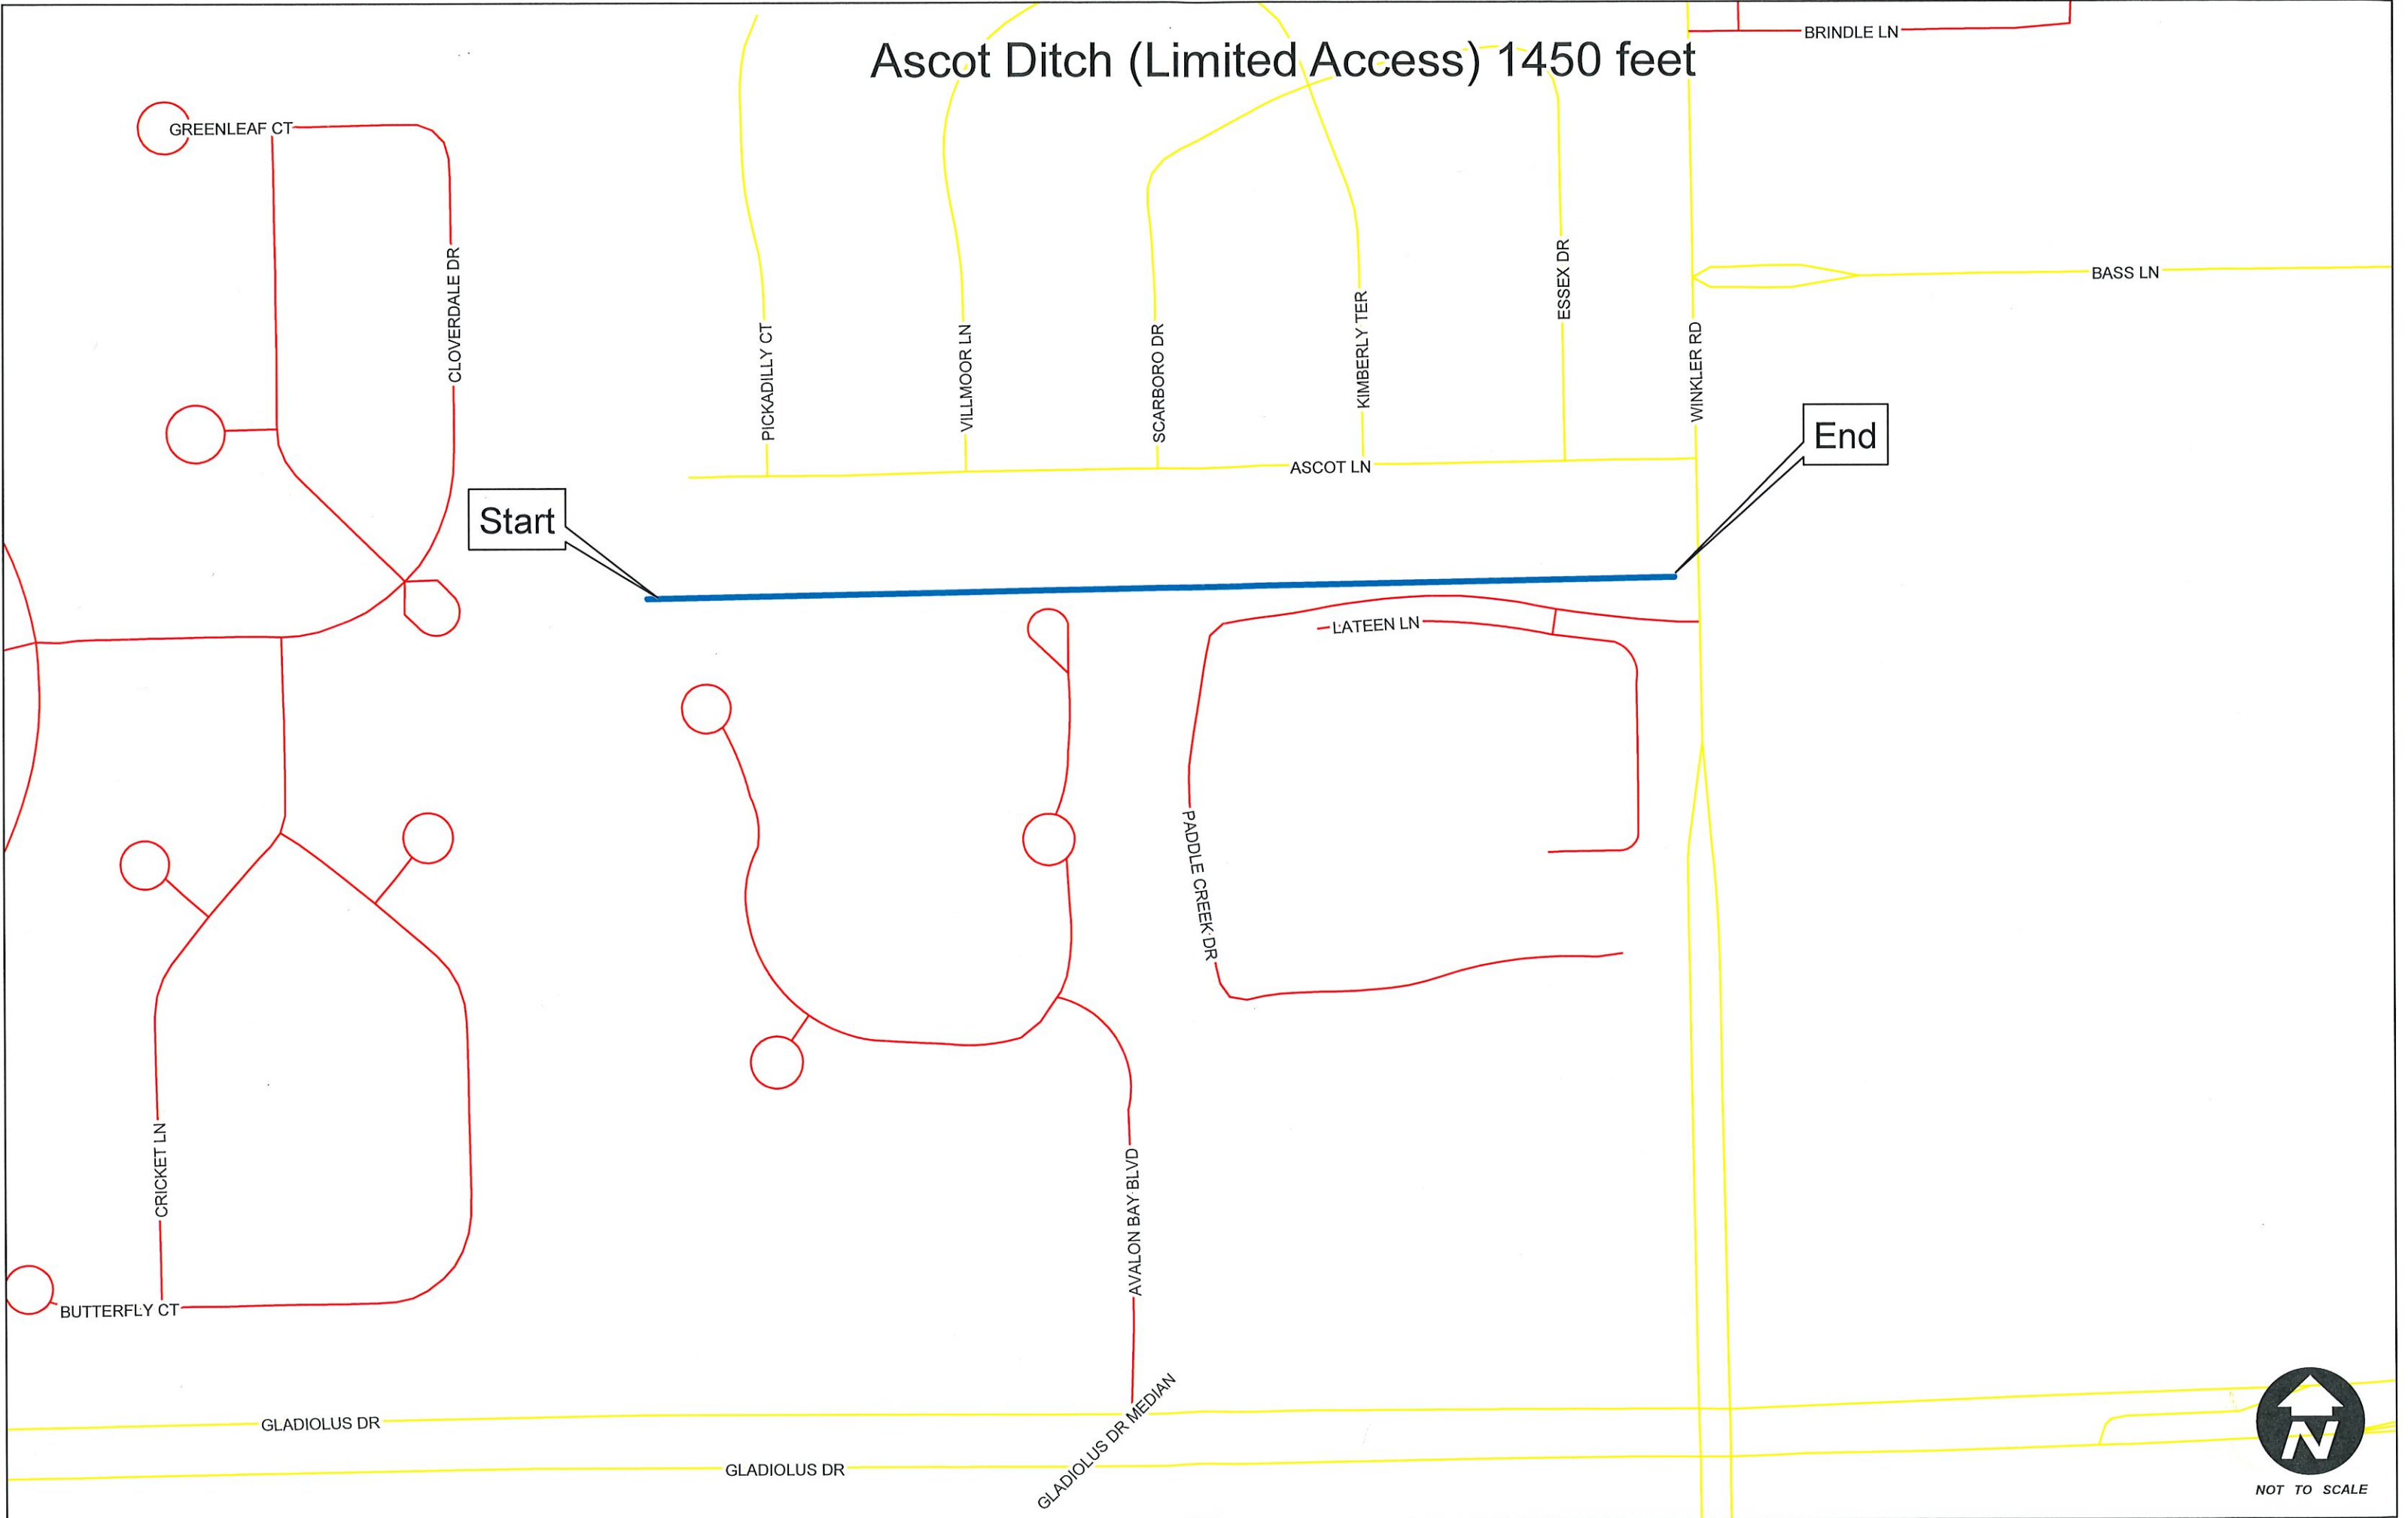 Ascot Ditch (Limited Access) 1450 feet
BRINDLE LN
GREENLEAF CT
CLOVERDALE DR
PICKADILLY CT
VILLMOOR LN
SCARBORO DR
KIMBERLY TER
ESSEX DR
WINKLER RD
BASS LN
End
ASCOT LN
Start
LATEEN LN
PADDLE CREEK DR
CRICKET LN
AVALON BAY BLVD
BUTTERFLY CT
GLADIOLUS DR
GLADIOLUS DR MEDIAN
GLADIOLUS DR
N
NOT TO SCALE